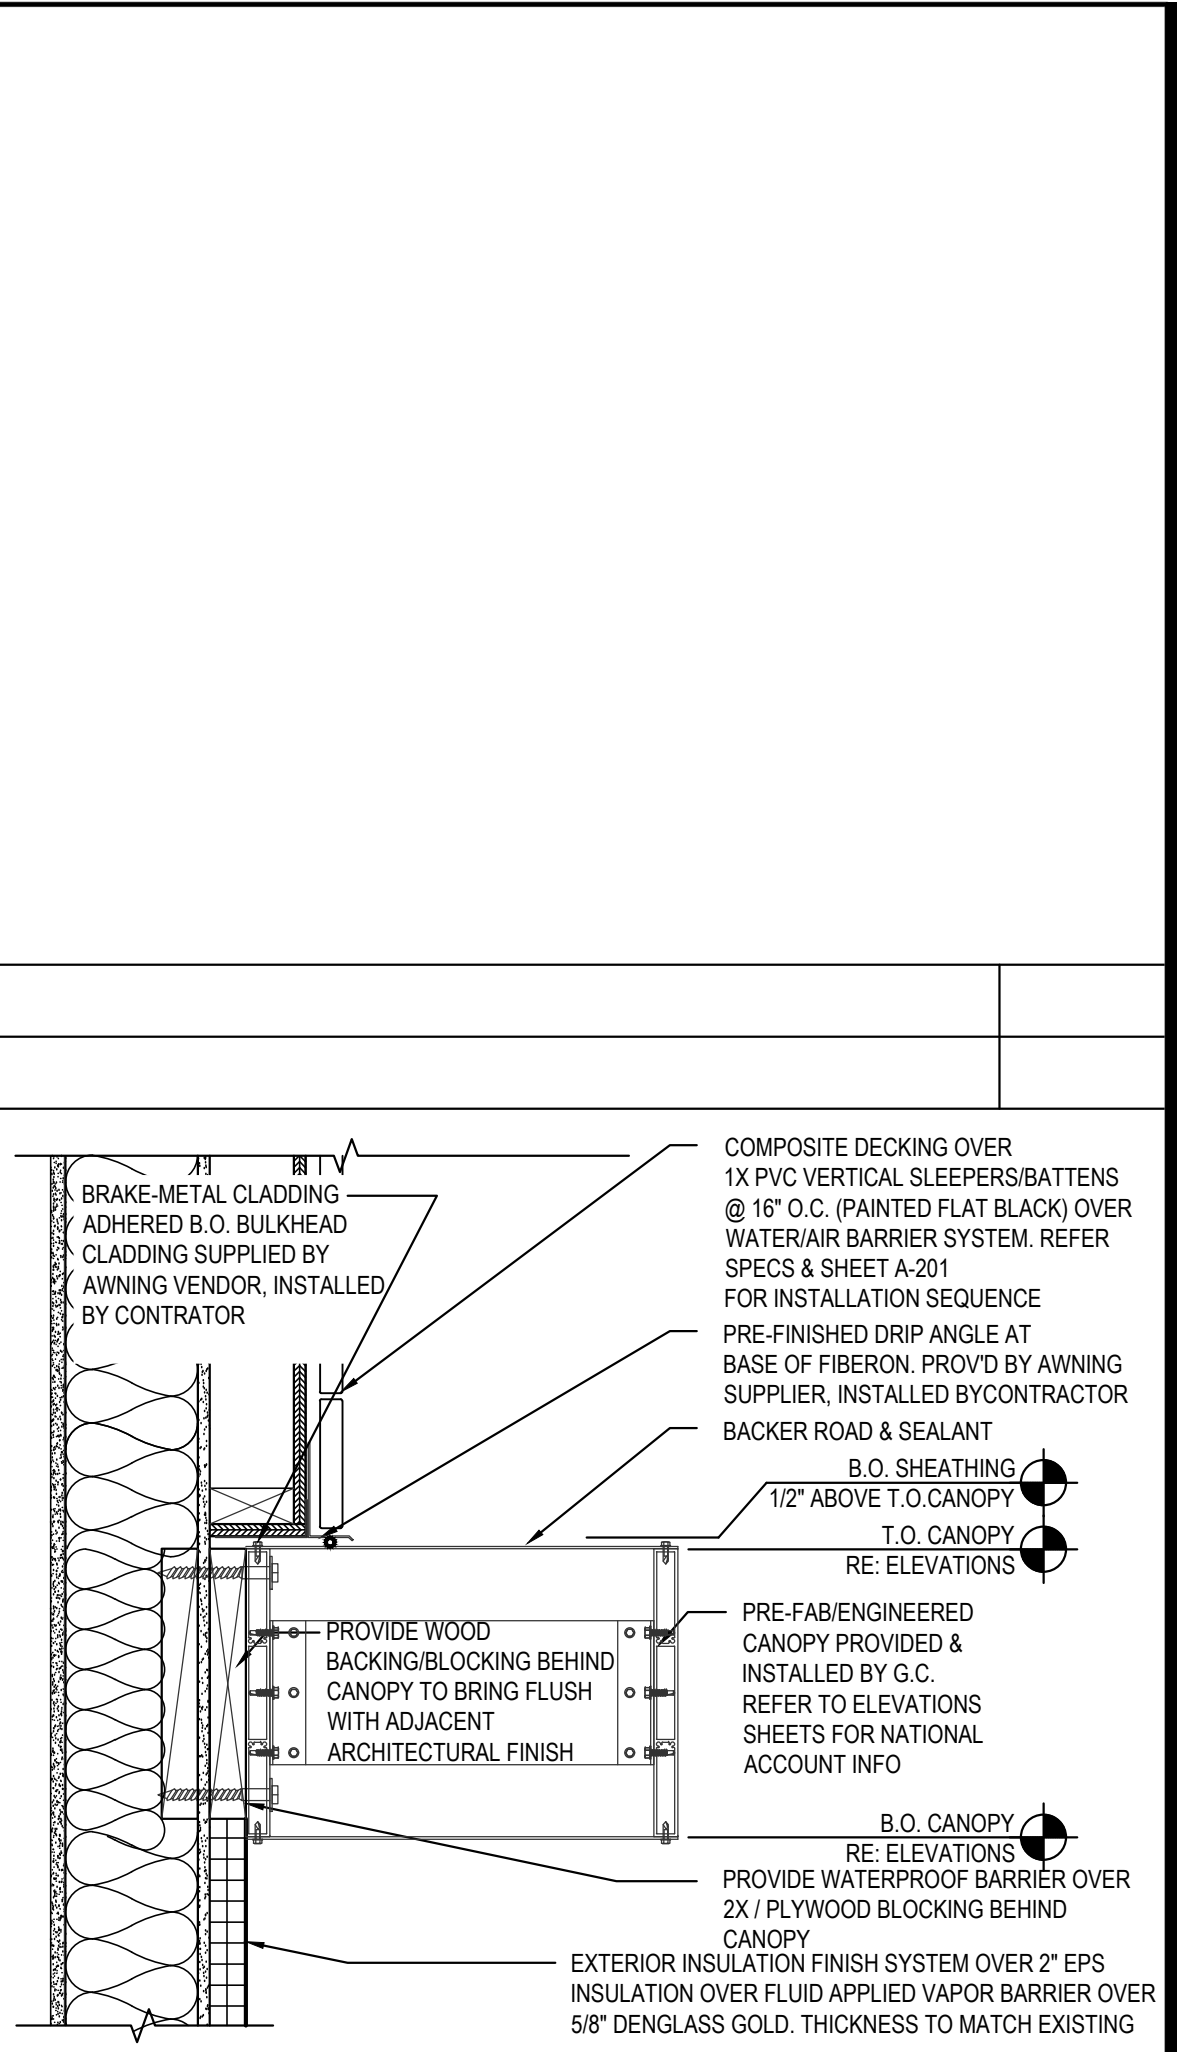 BRAKE-METAL CLADDING
ADHERED B.O. BULKHEAD
CLADDING SUPPLIED BY
AWNING VENDOR, INSTALLED
BY CONTRATOR
COMPOSITE DECKING OVER
1X PVC VERTICAL SLEEPERS/BATTENS
@ 16" O.C. (PAINTED FLAT BLACK) OVER
WATER/AIR BARRIER SYSTEM. REFER
SPECS & SHEET A-201
FOR INSTALLATION SEQUENCE
PRE-FINISHED DRIP ANGLE AT
BASE OF FIBERON. PROV'D BY AWNING
SUPPLIER, INSTALLED BYCONTRACTOR
BACKER ROAD & SEALANT
B.O. SHEATHING
1/2" ABOVE T.O.CANOPY
T.O. CANOPY
RE: ELEVATIONS
PROVIDE WOOD
BACKING/BLOCKING BEHIND
CANOPY TO BRING FLUSH
WITH ADJACENT
ARCHITECTURAL FINISH
PRE-FAB/ENGINEERED
CANOPY PROVIDED &
INSTALLED BY G.C.
REFER TO ELEVATIONS
SHEETS FOR NATIONAL
ACCOUNT INFO
B.O. CANOPY
RE: ELEVATIONS
PROVIDE WATERPROOF BARRIER OVER
2X / PLYWOOD BLOCKING BEHIND
CANOPY
EXTERIOR INSULATION FINISH SYSTEM OVER 2" EPS
INSULATION OVER FLUID APPLIED VAPOR BARRIER OVER
5/8" DENGLASS GOLD. THICKNESS TO MATCH EXISTING